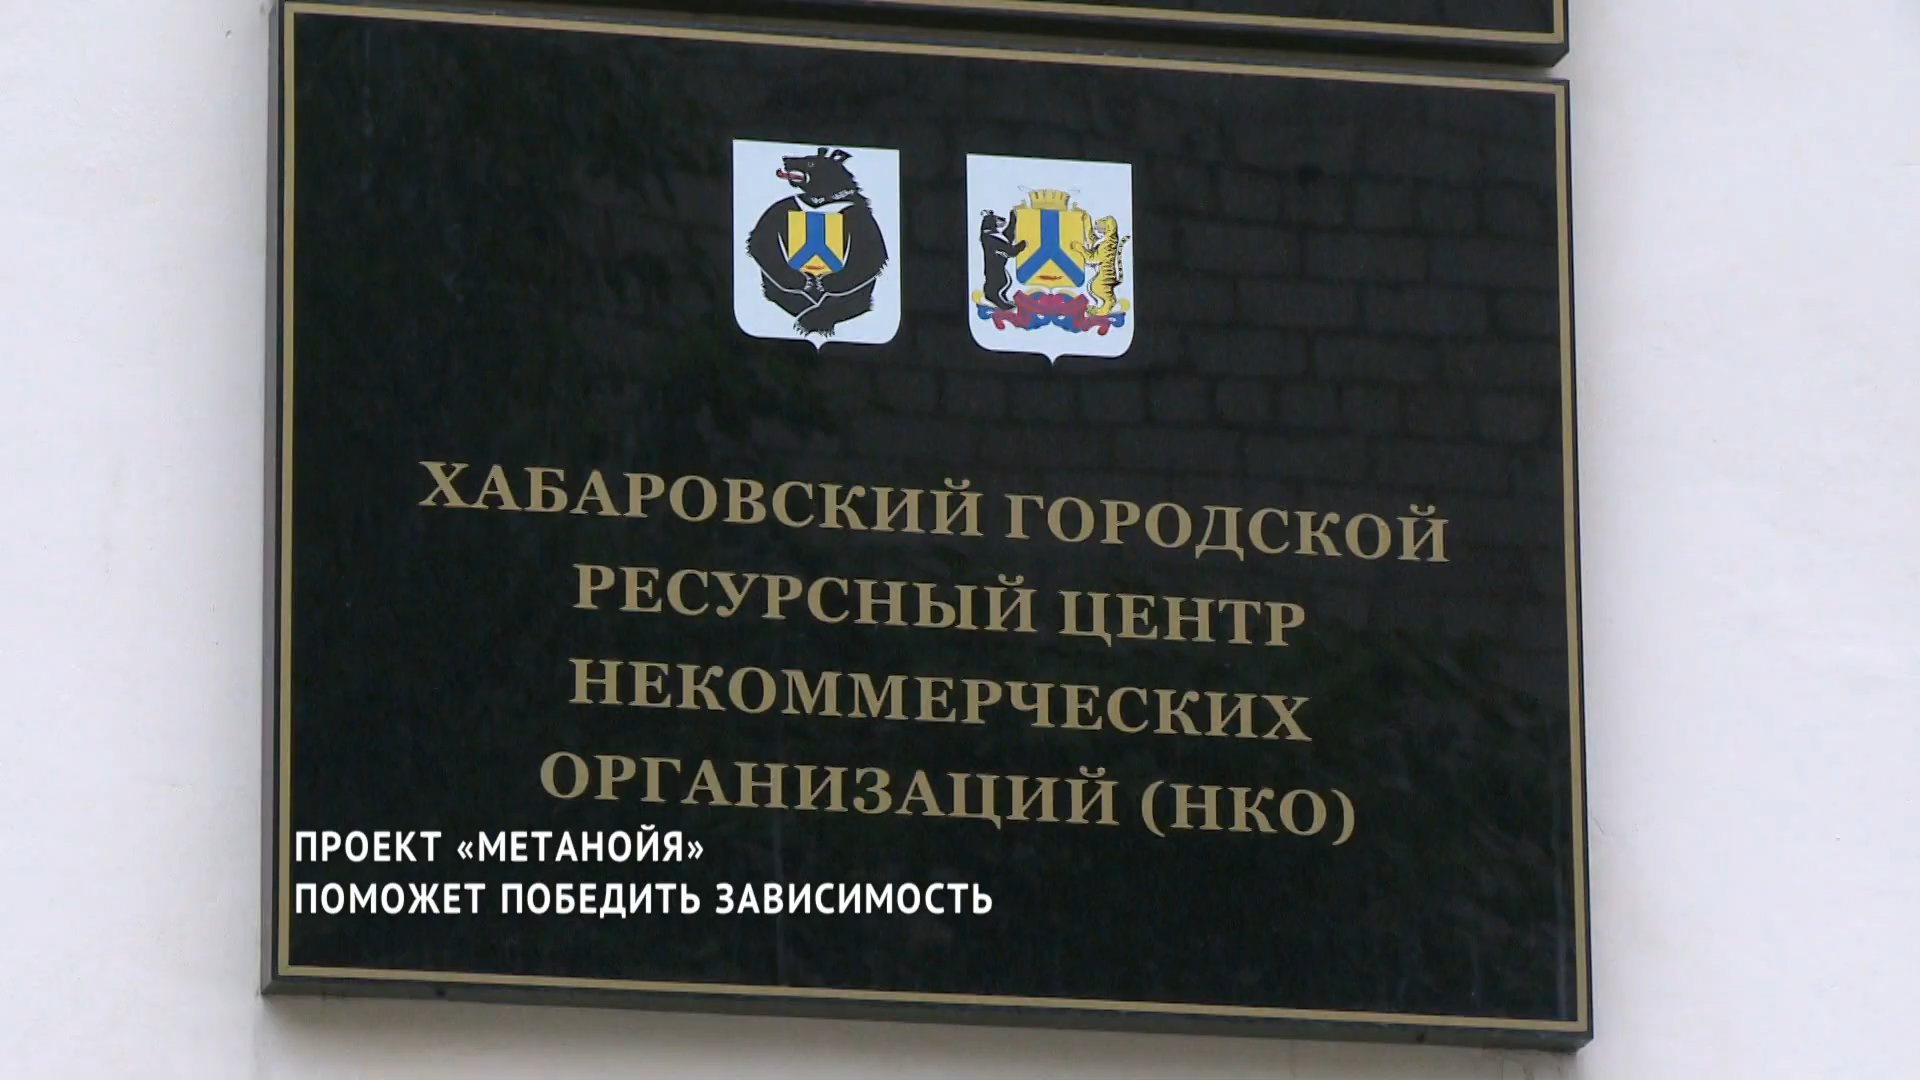 ХАБАРОВСКИЙ ГОРОДСКОЙ
РЕСУРСНЫЙ ЦЕНТР
НЕКОММЕРЧЕСКИХ
ОРГАНИЗАЦИЙ (НКО)
ПРОЕКТ «МЕТАНОЙЯ»
ПОМОЖЕТ ПОБЕДИТЬ ЗАВИСИМОСТЬ